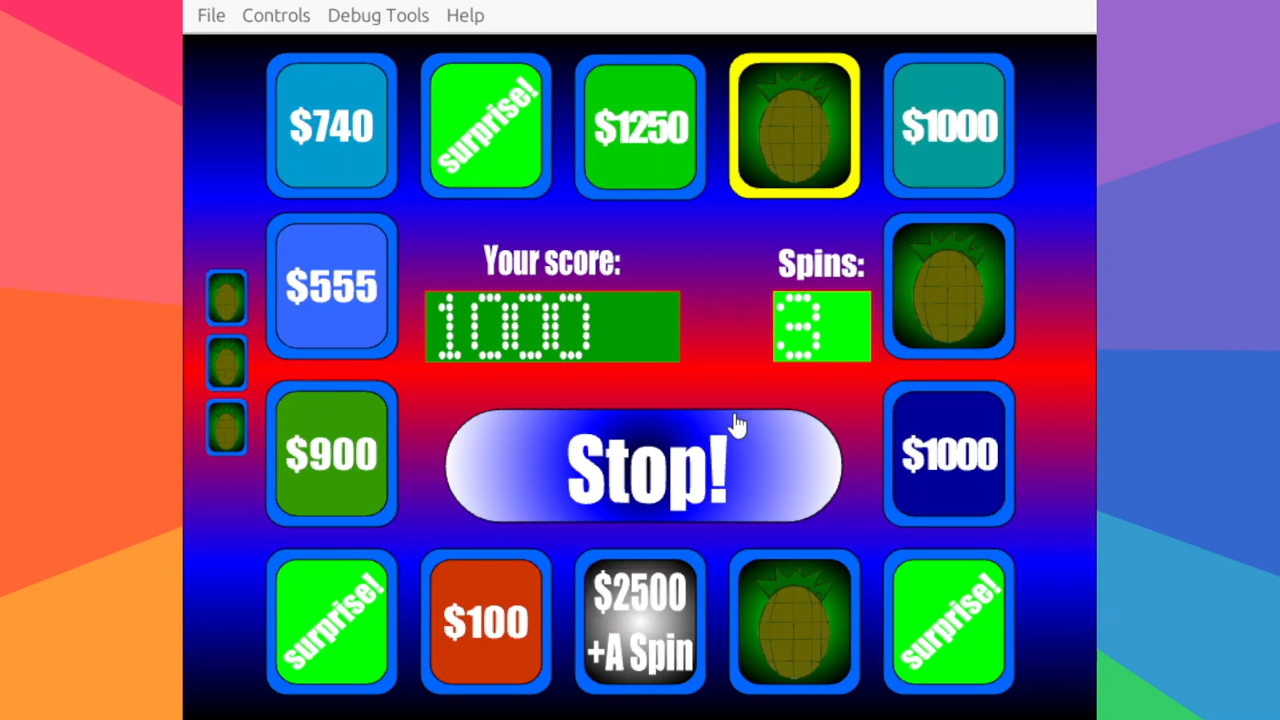 File Controls Debug Tools Help
$740 surprise! $1250 $1000
$555
Your score: Spins:
1000 3
$900 Stop! $1000
surprise! $100 $2500 surprise!
+A Spin